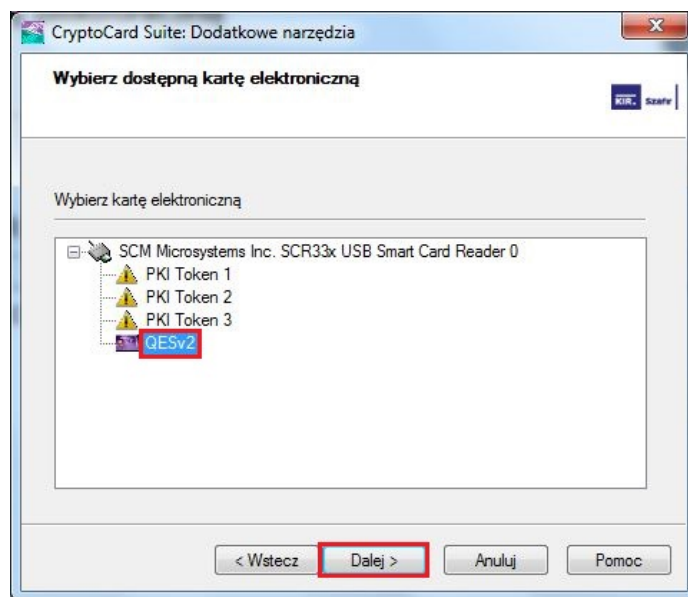 CryptoCard Suite: Dodatkowe narzędzia
Wybierz dostępną kartę elektroniczną
KIR. Szafir
Wybierz kartę elektroniczną
SCM Microsystems Inc. SCR33x USB Smart Card Reader 0
PKI Token 1
PKI Token 2
PKI Token 3
QESv2
< Wstecz Dalej > Anuluj Pomoc